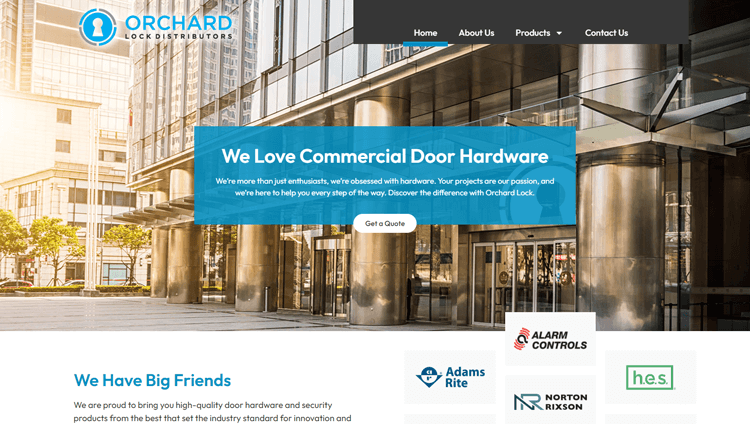 ORCHARD
LOCK DISTRIBUTORS
Home About Us Products Contact Us
We Love Commercial Door Hardware
We're more than just enthusiasts, we're obsessed with hardware. Your projects are our passion, and
we're here to help you every step of the way. Discover the difference with Orchard Lock.
Get a Quote
ALARM
CONTROLS
Adams
Rite
h.e.s.
NORTON
RIXSON
We Have Big Friends
We are proud to bring you high-quality door hardware and security
products from the best that set the industry standard for innovation and